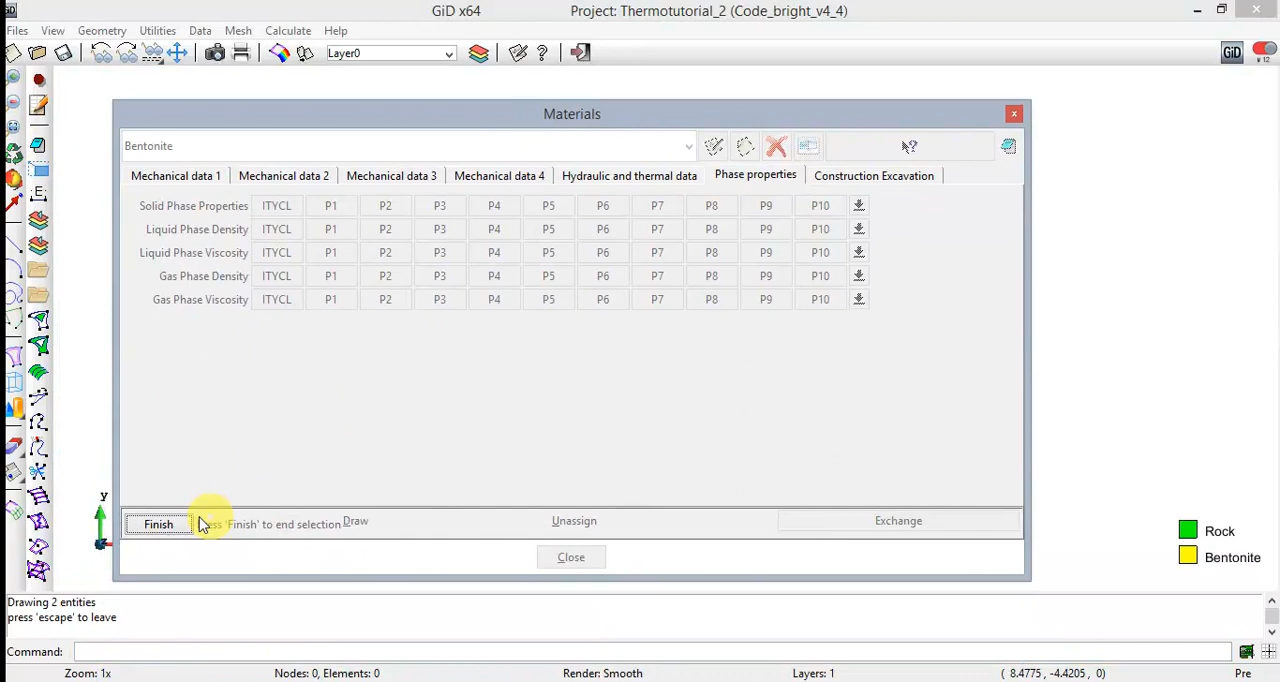 GiD x64 Project: Thermotutorial_2 (Code_bright_v4_4)
Files View Geometry Utilities Data Mesh Calculate Help
Layer0 GiD v 12
Materials x
Bentonite
Mechanical data 1 Mechanical data 2 Mechanical data 3 Mechanical data 4 Hydraulic and thermal data Phase properties Construction Excavation
Solid Phase Properties ITYCL P1 P2 P3 P4 P5 P6 P7 P8 P9 P10
Liquid Phase Density ITYCL P1 P2 P3 P4 P5 P6 P7 P8 P9 P10
Liquid Phase Viscosity ITYCL P1 P2 P3 P4 P5 P6 P7 P8 P9 P10
Gas Phase Density ITYCL P1 P2 P3 P4 P5 P6 P7 P8 P9 P10
Gas Phase Viscosity ITYCL P1 P2 P3 P4 P5 P6 P7 P8 P9 P10
y
Finish 'Finish' to end selection Draw Unassign Exchange
Close
Rock
Bentonite
Drawing 2 entities
press 'escape' to leave
Command:
Zoom: 1x Nodes: 0, Elements: 0 Render: Smooth Layers: 1 ( 8.4775, -4.4205, 0) Pre